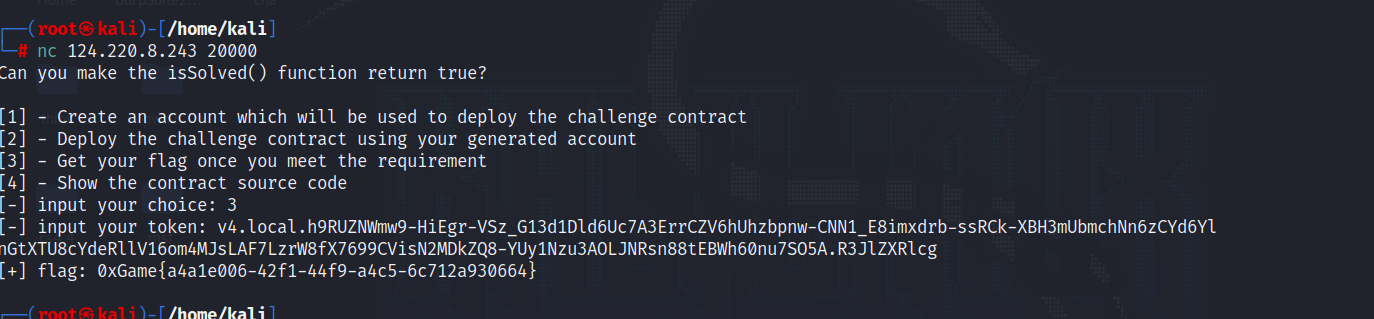 ┌──(root㉿kali)-[/home/kali]
└─# nc 124.220.8.243 20000
Can you make the isSolved() function return true?
[1] - Create an account which will be used to deploy the challenge contract
[2] - Deploy the challenge contract using your generated account
[3] - Get your flag once you meet the requirement
[4] - Show the contract source code
[-] input your choice: 3
[-] input your token: v4.local.h9RUZNWmw9-HiEgr-VSz_G13d1Dld6Uc7A3ErrCZV6hUhzbpnw-CNN1_E8imxdrb-ssRCk-XBH3mUbmchNn6zCYd6Yl
nGtXTU8cYdeRllV16om4MJsLAF7LzrW8fX7699CVisN2MDkZQ8-YUy1Nzu3AOLJNRsn88tEBWh60nu7SO5A.R3JlZXRlcg
[+] flag: 0xGame{a4a1e006-42f1-44f9-a4c5-6c712a930664}
┌──(root㉿kali)-[/home/kali]